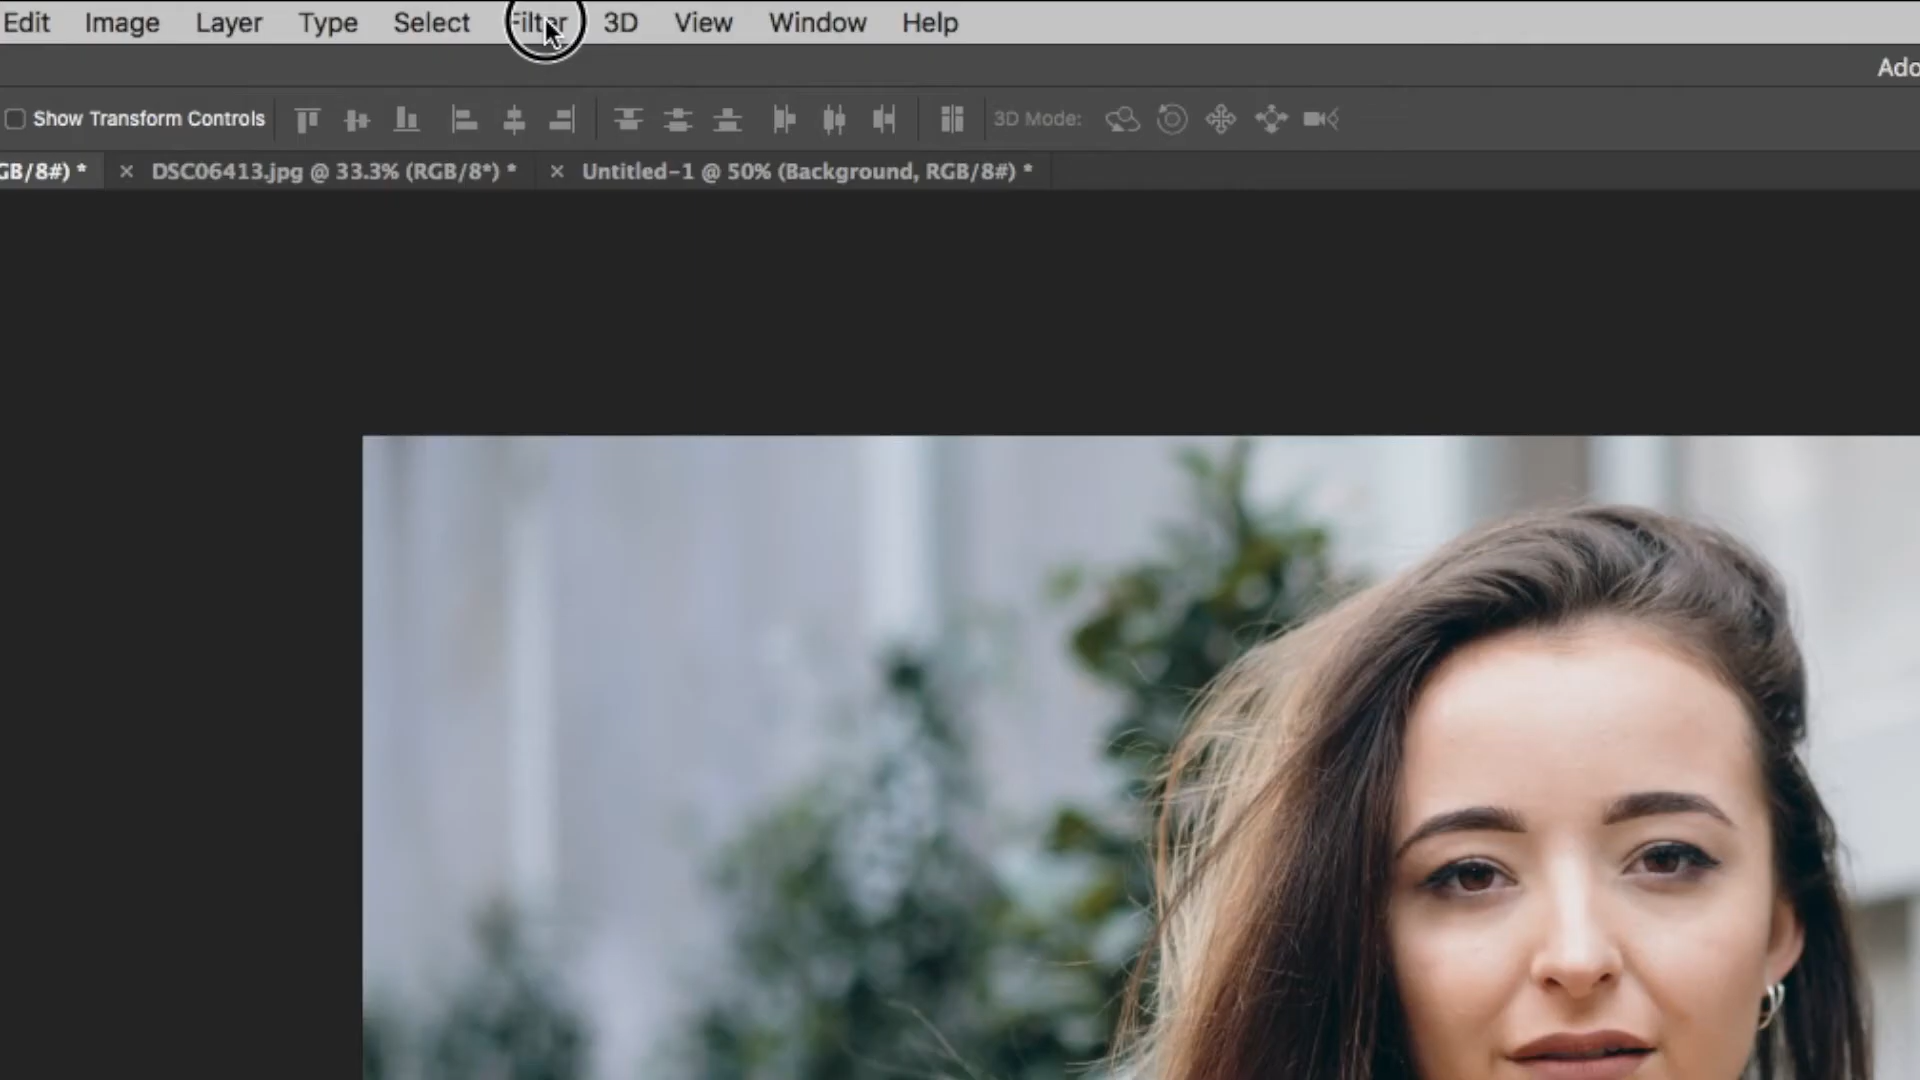 Edit Image Layer Type Select Filter 3D View Window Help
Ado
Show Transform Controls 3D Mode:
GB/8#) * × DSC06413.jpg @ 33.3% (RGB/8*) * × Untitled-1 @ 50% (Background, RGB/8#) *